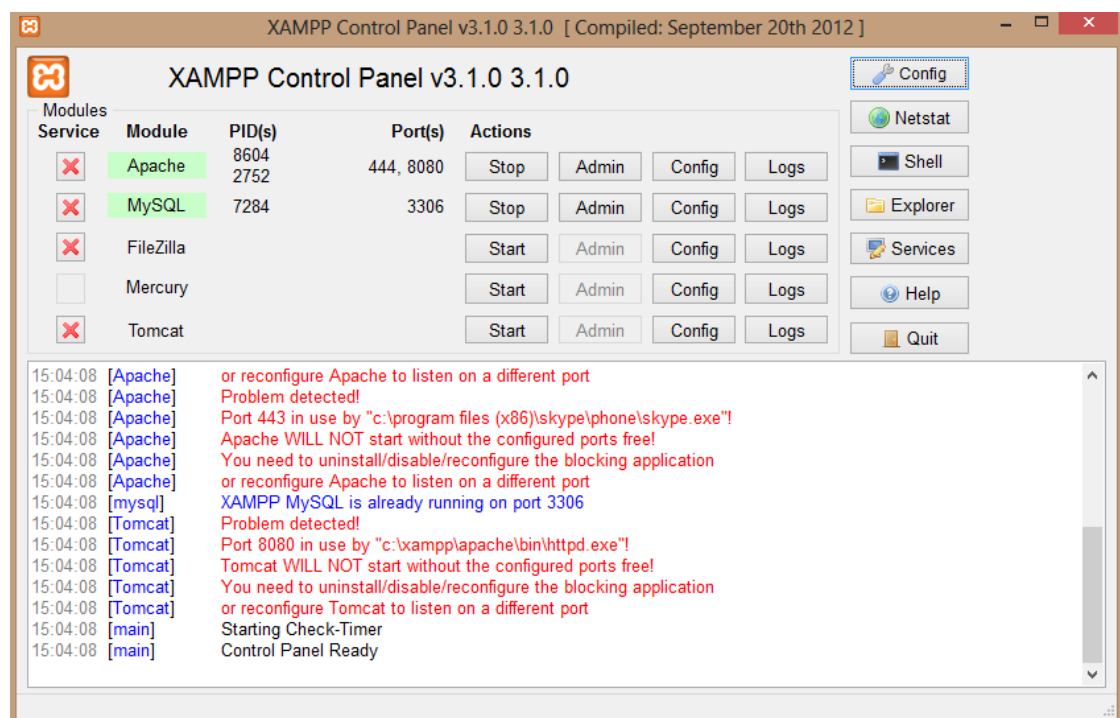 XAMPP Control Panel v3.1.0 3.1.0 [ Compiled: September 20th 2012 ]
XAMPP Control Panel v3.1.0 3.1.0
Config
Modules
Netstat
Service Module PID(s) Port(s) Actions
Apache 8604 2752 444, 8080 Stop Admin Config Logs
Shell
MySQL 7284 3306 Stop Admin Config Logs
Explorer
FileZilla Start Admin Config Logs
Services
Mercury Start Admin Config Logs
Help
Tomcat Start Admin Config Logs
Quit
15:04:08 [Apache] or reconfigure Apache to listen on a different port
15:04:08 [Apache] Problem detected!
15:04:08 [Apache] Port 443 in use by "c:\program files (x86)\skype\phone\skype.exe"!
15:04:08 [Apache] Apache WILL NOT start without the configured ports free!
15:04:08 [Apache] You need to uninstall/disable/reconfigure the blocking application
15:04:08 [Apache] or reconfigure Apache to listen on a different port
15:04:08 [mysql] XAMPP MySQL is already running on port 3306
15:04:08 [Tomcat] Problem detected!
15:04:08 [Tomcat] Port 8080 in use by "c:\xampp\apache\bin\httpd.exe"!
15:04:08 [Tomcat] Tomcat WILL NOT start without the configured ports free!
15:04:08 [Tomcat] You need to uninstall/disable/reconfigure the blocking application
15:04:08 [Tomcat] or reconfigure Tomcat to listen on a different port
15:04:08 [main] Starting Check-Timer
15:04:08 [main] Control Panel Ready